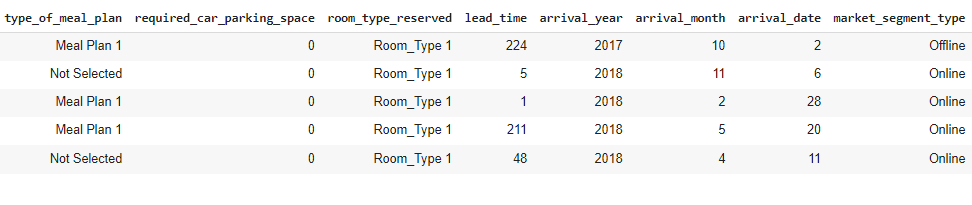 type_of_meal_plan required_car_parking_space room_type_reserved lead_time arrival_year arrival_month arrival_date market_segment_type
Meal Plan 1 0 Room_Type 1 224 2017 10 2 Offline
Not Selected 0 Room_Type 1 5 2018 11 6 Online
Meal Plan 1 0 Room_Type 1 1 2018 2 28 Online
Meal Plan 1 0 Room_Type 1 211 2018 5 20 Online
Not Selected 0 Room_Type 1 48 2018 4 11 Online